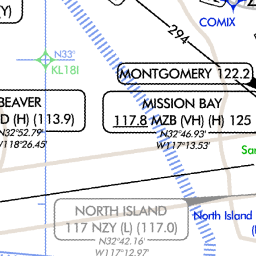 (Y)
COMIX
294
N33°
KL18I
MONTGOMERY 122.2
BEAVER
D (H) (113.9)
N32°52.79'
W118°26.45'
MISSION BAY
117.8 MZB (VH) (H) 125
N32°46.93'
W117°13.53'
Sa
NORTH ISLAND
117 NZY (L) (117.0)
N32°42.16'
W117°12.97'
North Island
(